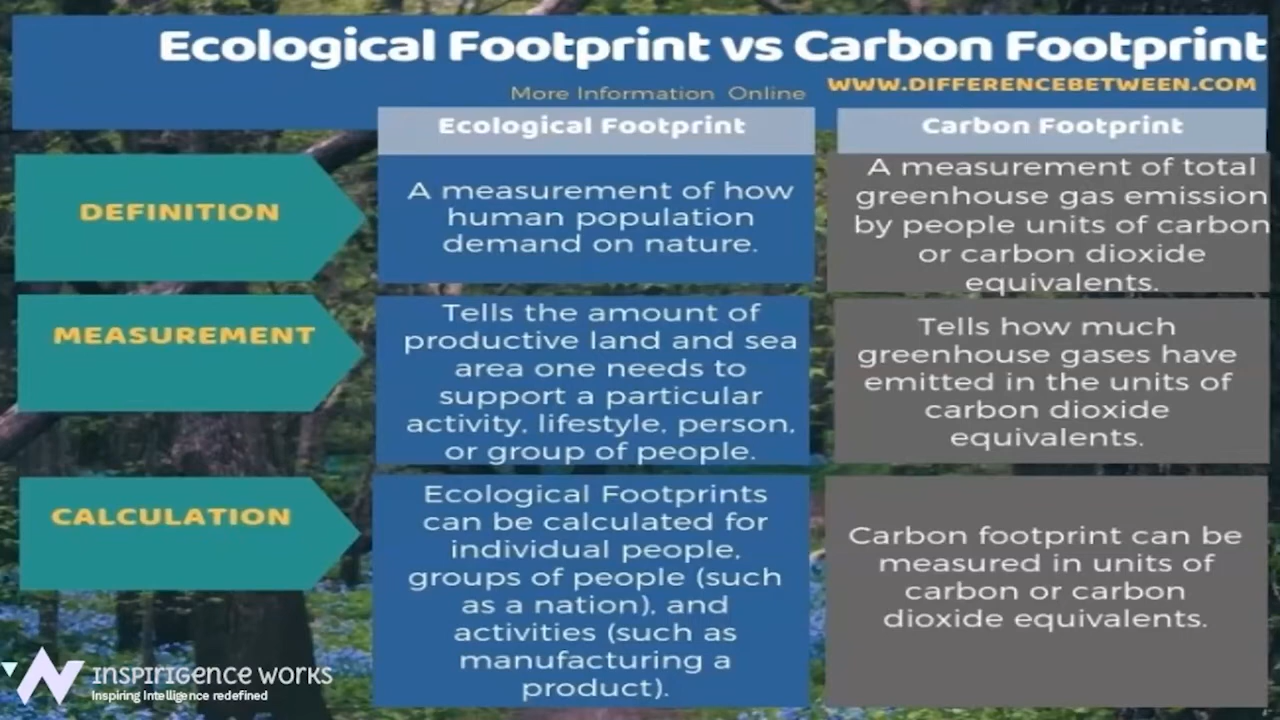 Ecological Footprint vs Carbon Footprint
More Information Online
WWW.DIFFERENCEBETWEEN.COM
Ecological Footprint
Carbon Footprint
DEFINITION
A measurement of how
human population
demand on nature.
A measurement of total
greenhouse gas emission
by people units of carbon
or carbon dioxide
equivalents.
MEASUREMENT
Tells the amount of
productive land and sea
area one needs to
support a particular
activity, lifestyle, person,
or group of people.
Tells how much
greenhouse gases have
emitted in the units of
carbon dioxide
equivalents.
CALCULATION
Ecological Footprints
can be calculated for
individual people,
groups of people (such
as a nation), and
activities (such as
manufacturing a
product).
Carbon footprint can be
measured in units of
carbon or carbon
dioxide equivalents.
INSPIRIGENCE WORKS
Inspiring Intelligence redefined